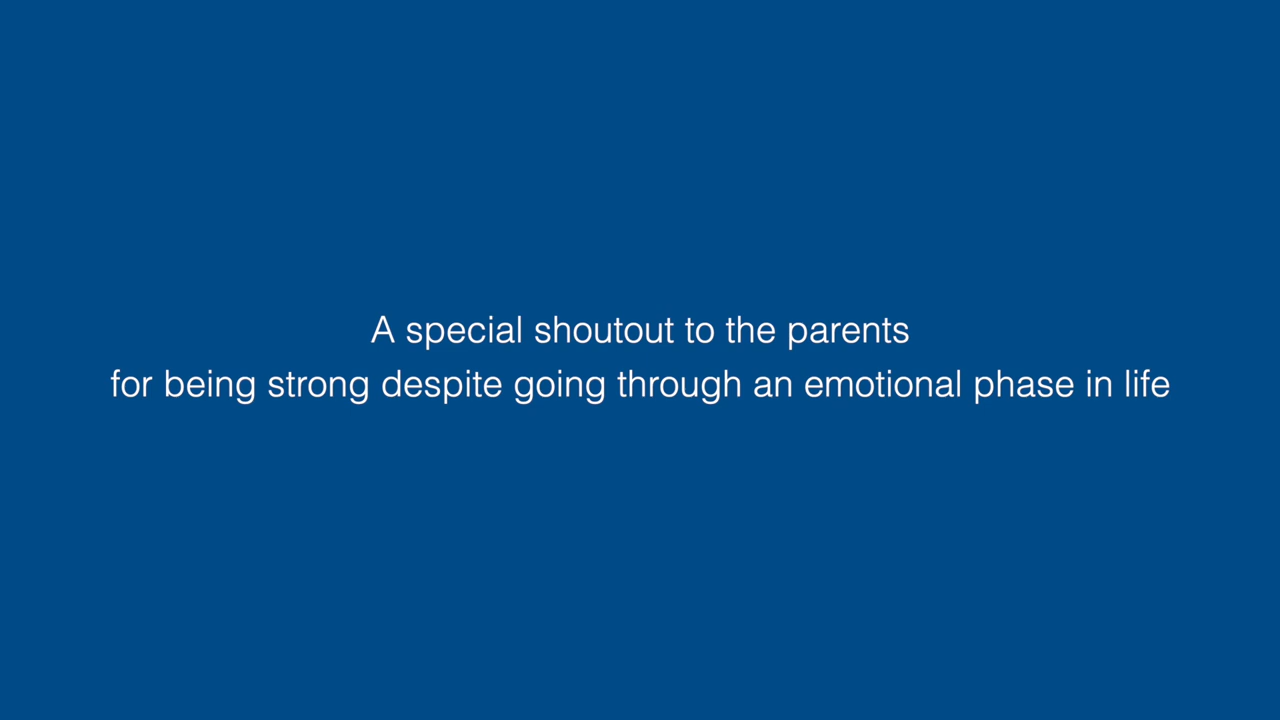 A special shoutout to the parents
for being strong despite going through an emotional phase in life